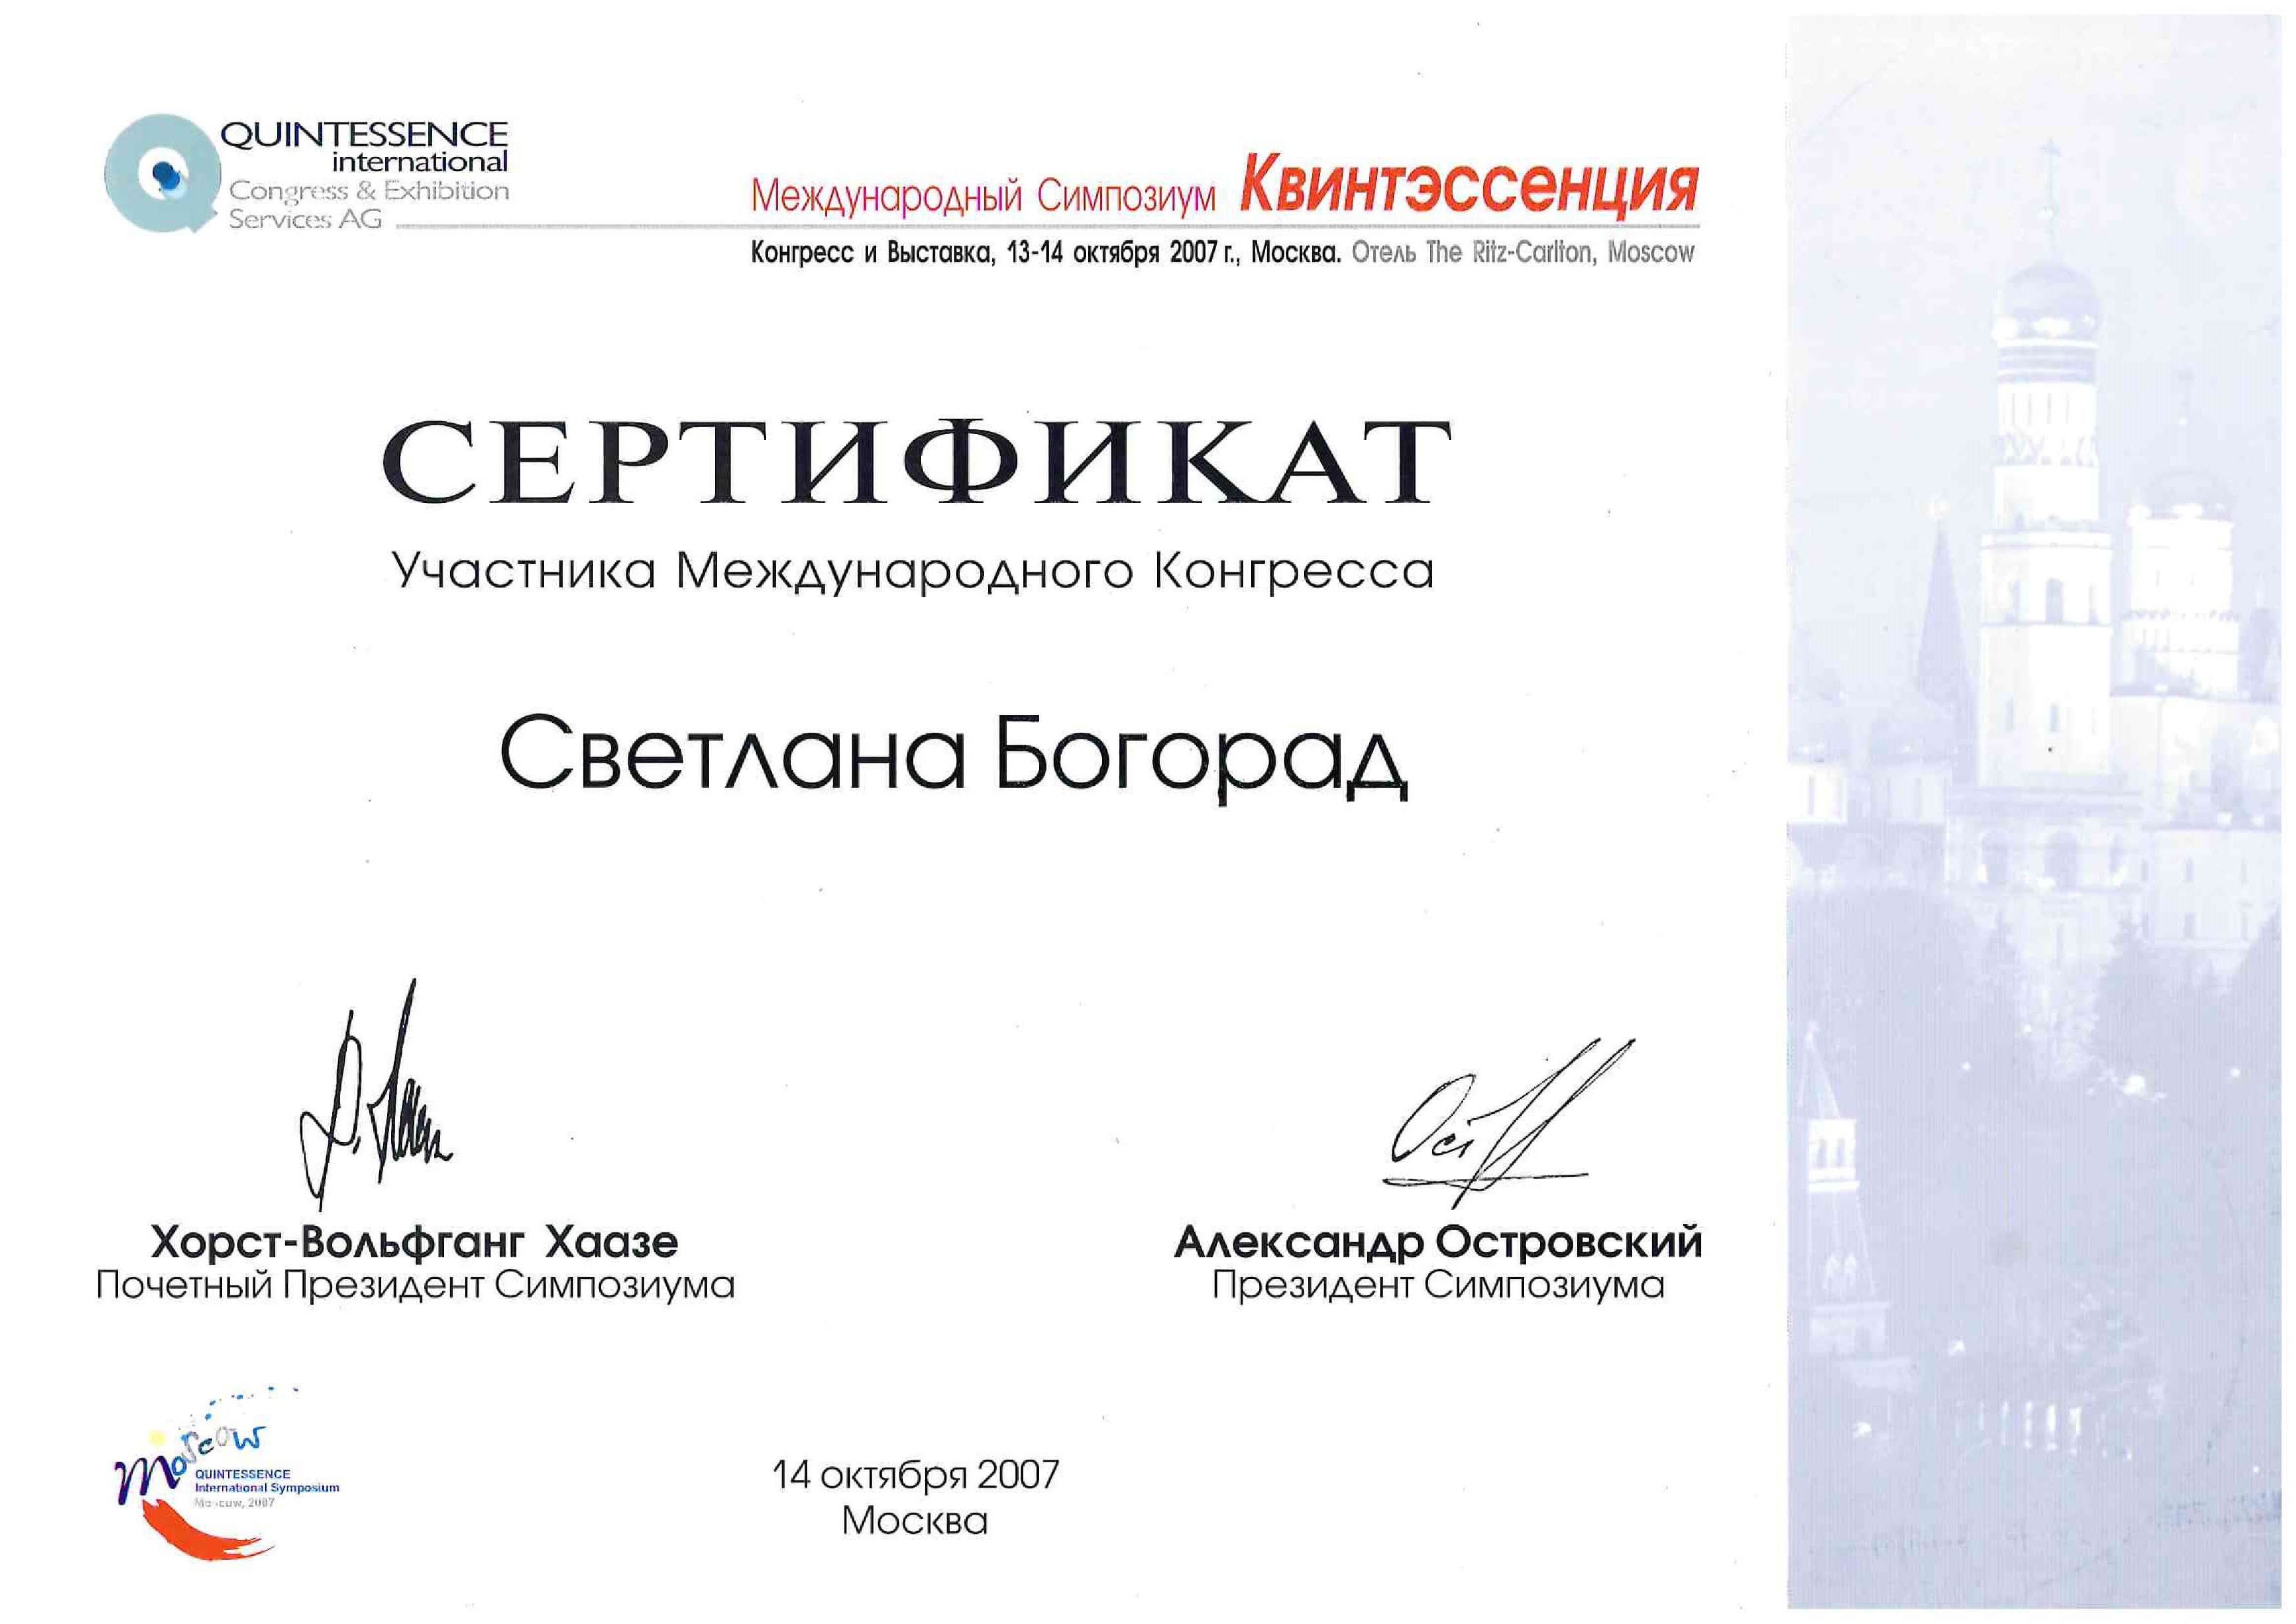 QUINTESSENCE
international
Congress & Exhibition
Services AG
Международный Симпозиум Квинтэссенция
Конгресс и Выставка, 13-14 октября 2007 г., Москва. Отель The Ritz-Carlton, Moscow
СЕРТИФИКАТ
Участника Международного Конгресса
Светлана Богорад
Хорст-Вольфганг Хаазе
Почетный Президент Симпозиума
Александр Островский
Президент Симпозиума
Moscow
QUINTESSENCE
International Symposium
Moscow, 2007
14 октября 2007
Москва